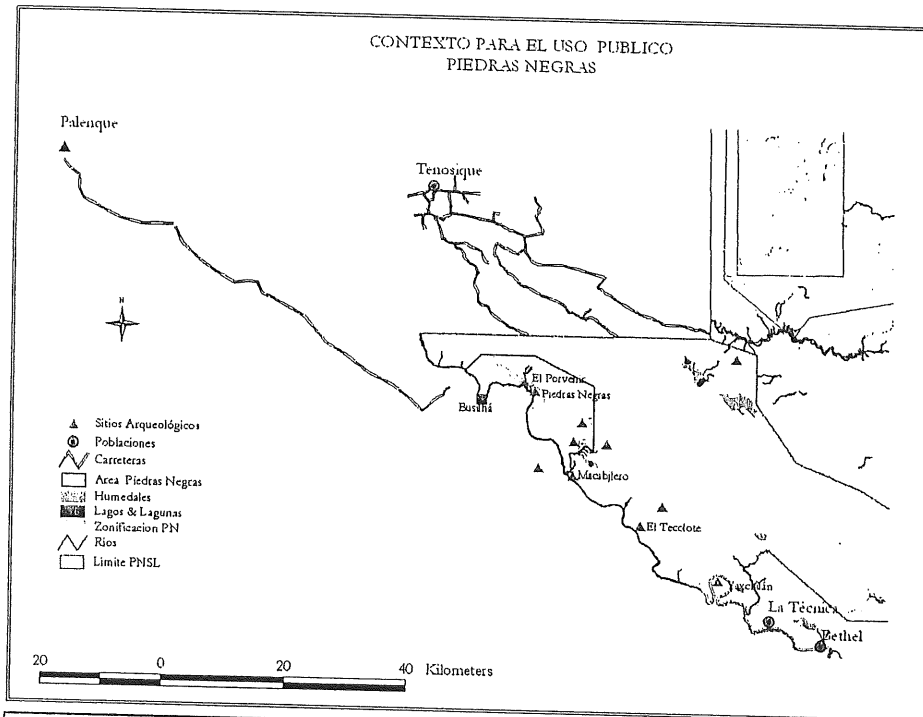 CONTEXTO PARA EL USO PUBLICO
PIEDRAS NEGRAS
Palenque
Tenosique
N
El Porvenir
Piedras Negras
Busilhá
Macabilero
El Tecolote
Yaxchilán
La Técnica
Bethel
Sitios Arqueológicos
Poblaciones
Carreteras
Area Piedras Negras
Humedales
Lagos & Lagunas
Zonificacion PN
Rios
Limite PNSL
20 0 20 40 Kilometers